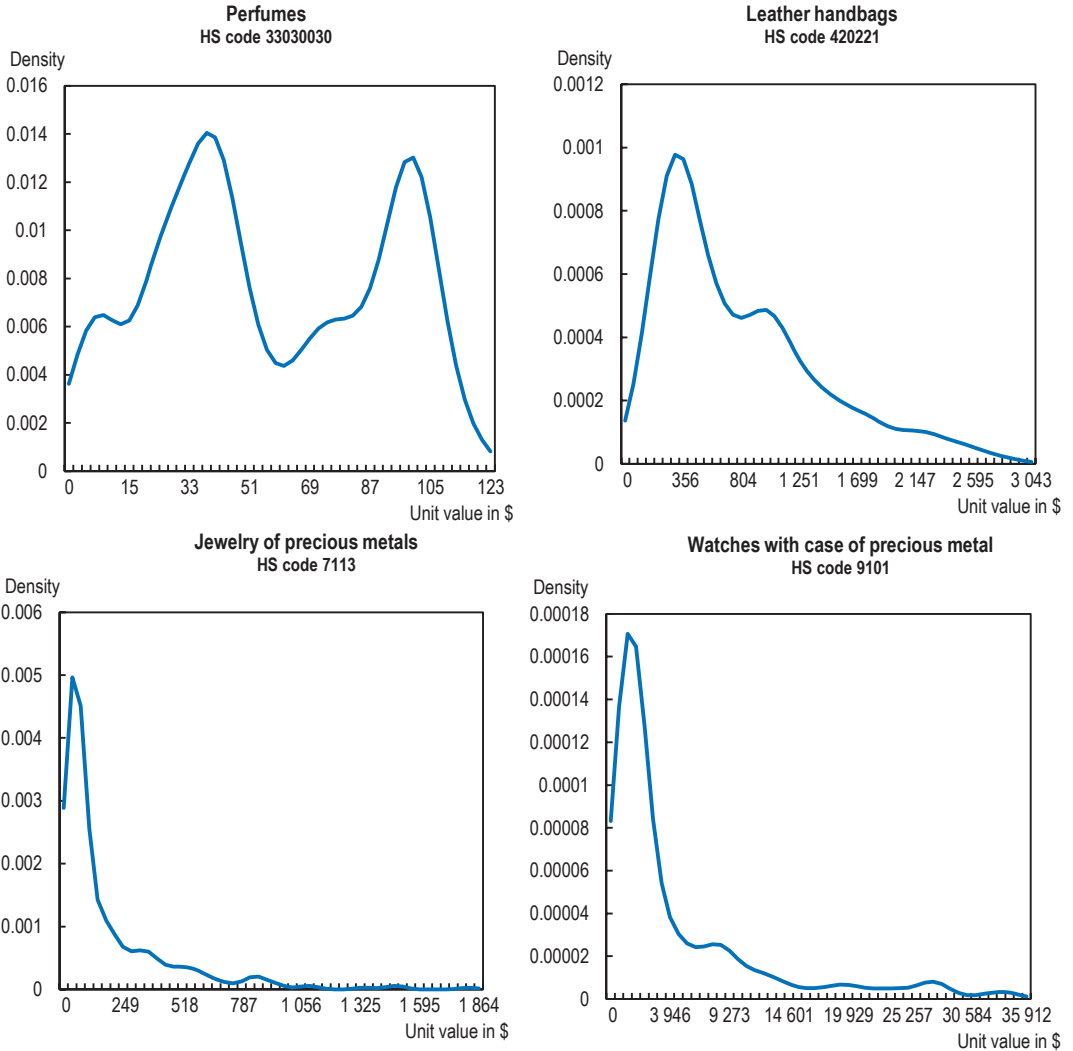 Perfumes
HS code 33030030
Density
0.016
0.014
0.012
0.01
0.008
0.006
0.004
0.002
0
0 15 33 51 69 87 105 123
Unit value in $
Leather handbags
HS code 420221
Density
0.0012
0.001
0.0008
0.0006
0.0004
0.0002
0
0 356 804 1 251 1 699 2 147 2 595 3 043
Unit value in $
Jewelry of precious metals
HS code 7113
Density
0.006
0.005
0.004
0.003
0.002
0.001
0
0 249 518 787 1 056 1 325 1 595 1 864
Unit value in $
Watches with case of precious metal
HS code 9101
Density
0.00018
0.00016
0.00014
0.00012
0.0001
0.00008
0.00006
0.00004
0.00002
0
0 3 946 9 273 14 601 19 929 25 257 30 584 35 912
Unit value in $